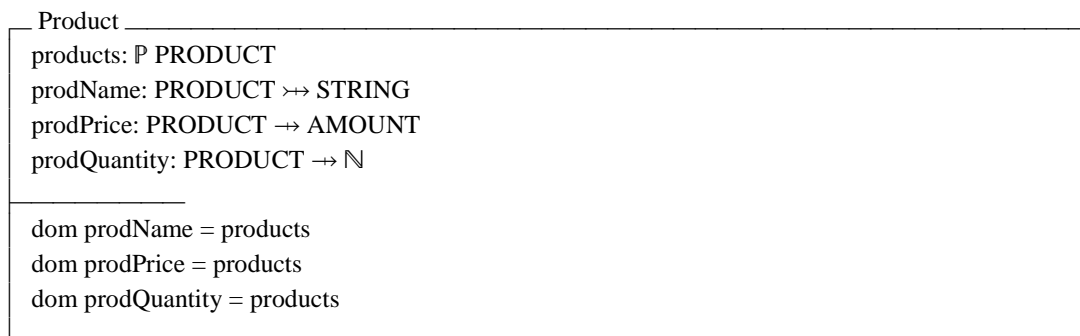 Product
products: ℙ PRODUCT
prodName: PRODUCT ⤔ STRING
prodPrice: PRODUCT ⇸ AMOUNT
prodQuantity: PRODUCT ⇸ ℕ
dom prodName = products
dom prodPrice = products
dom prodQuantity = products